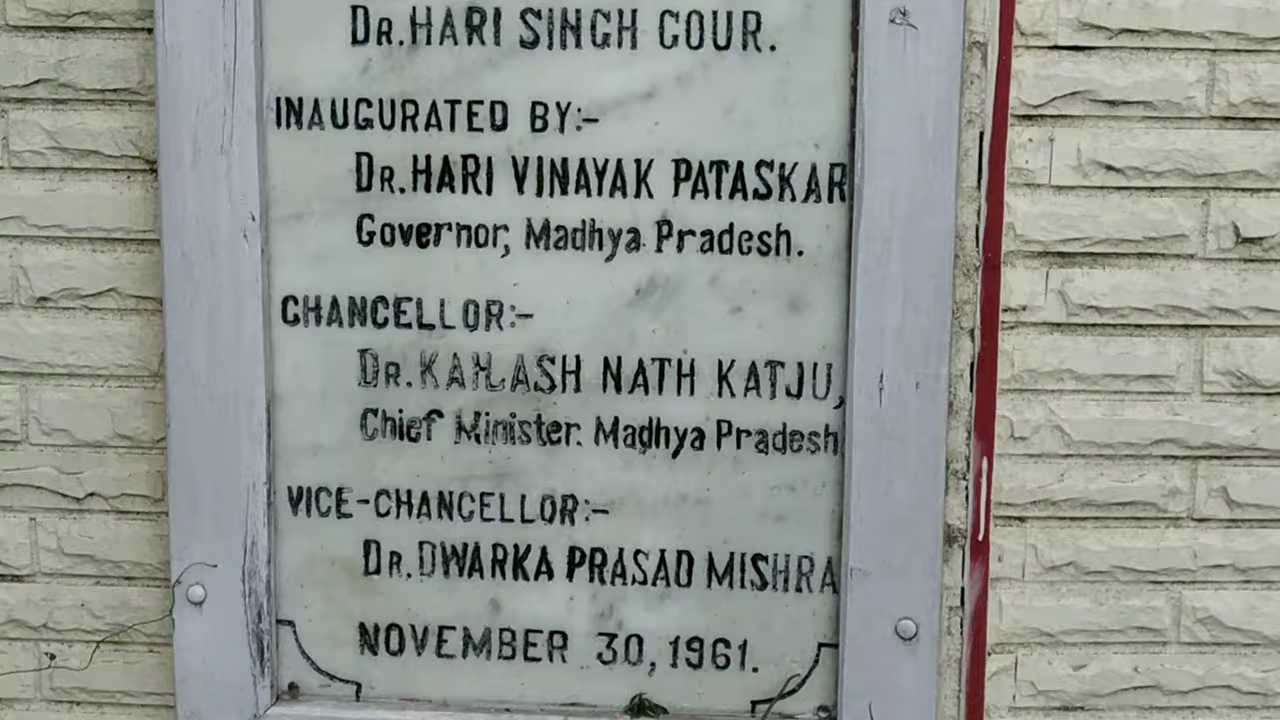 DR.HARI SINGH GOUR.
INAUGURATED BY:-
DR.HARI VINAYAK PATASKAR
Governor, Madhya Pradesh.
CHANCELLOR:-
DR.KAILASH NATH KATJU,
Chief Minister. Madhya Pradesh
VICE-CHANCELLOR:-
DR.DWARKA PRASAD MISHRA
NOVEMBER 30,1961.